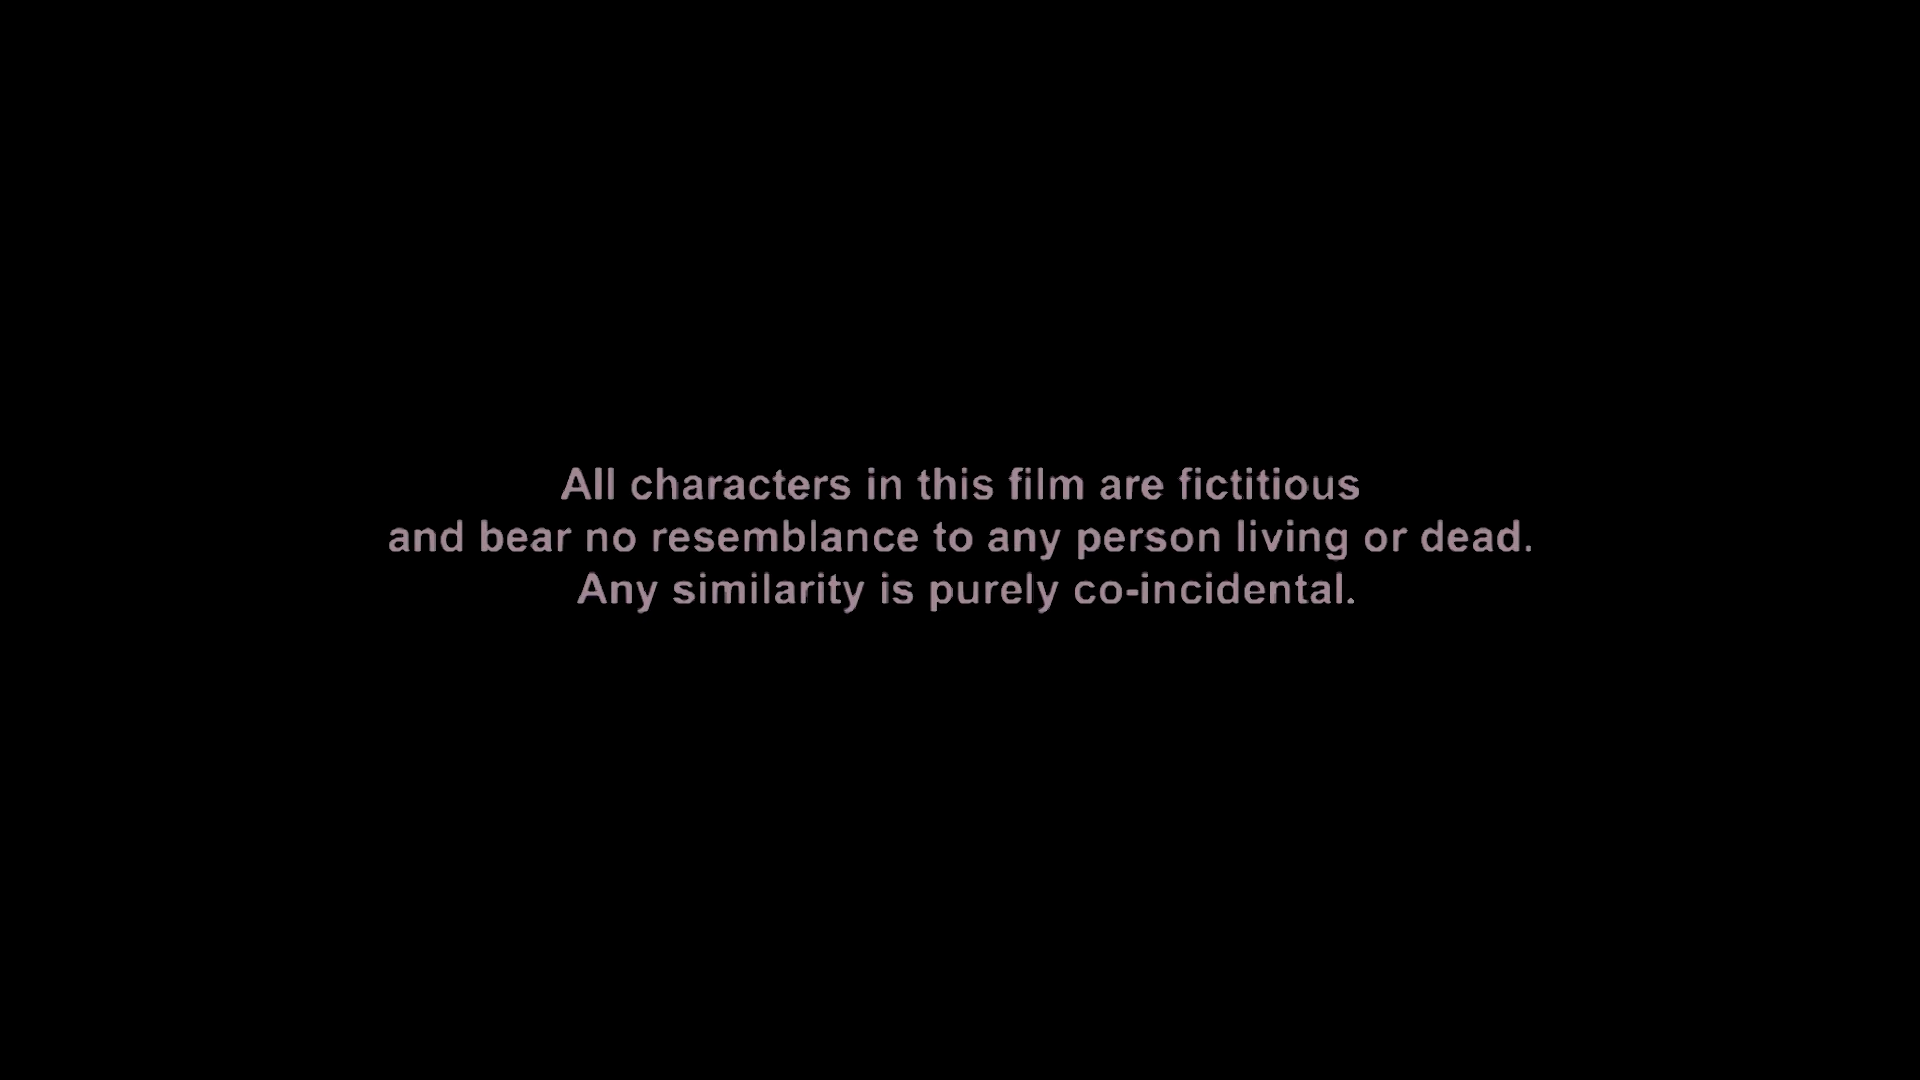 All characters in this film are fictitious
and bear no resemblance to any person living or dead.
Any similarity is purely co-incidental.